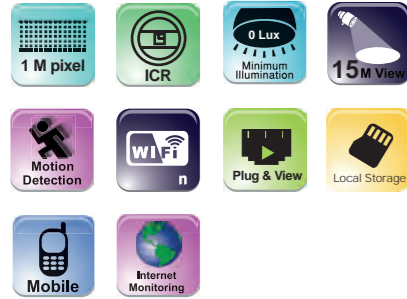 1 M pixel
ICR
0 Lux
Minimum
Illumination
15M View
Motion
Detection
WiFi
n
Plug & View
Local Storage
Mobile
Internet
Monitoring